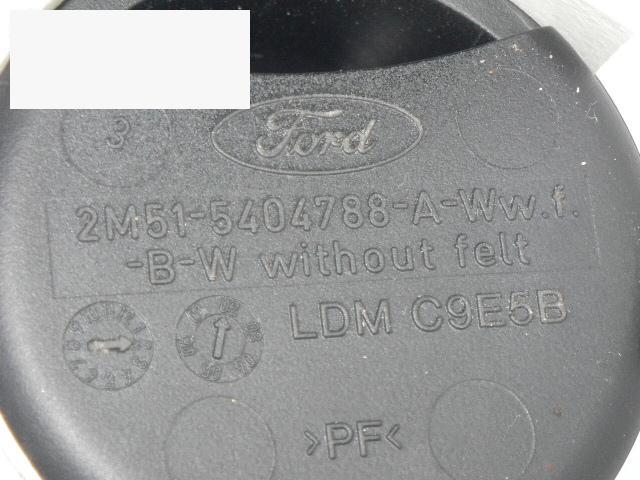 3
Ford
2M51-5404788-A-Ww.f.
-B-W without felt
LDM C9E5B
>PF<